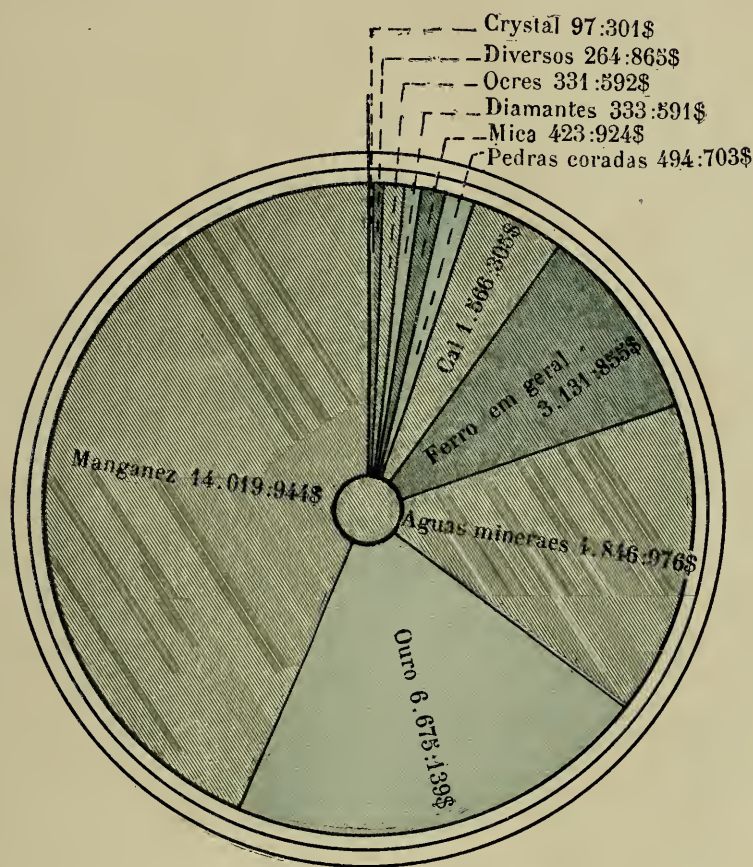 Crystal 97:301$
Diversos 264:865$
Ocres 331:592$
Diamantes 333:591$
Mica 423:924$
Pedras coradas 494:703$
Cal 1.566:305$
Ferro em geral .
3.131:855$
Manganez 14.019:944$
Aguas mineraes 4.846:976$
Ouro 6.675:139$